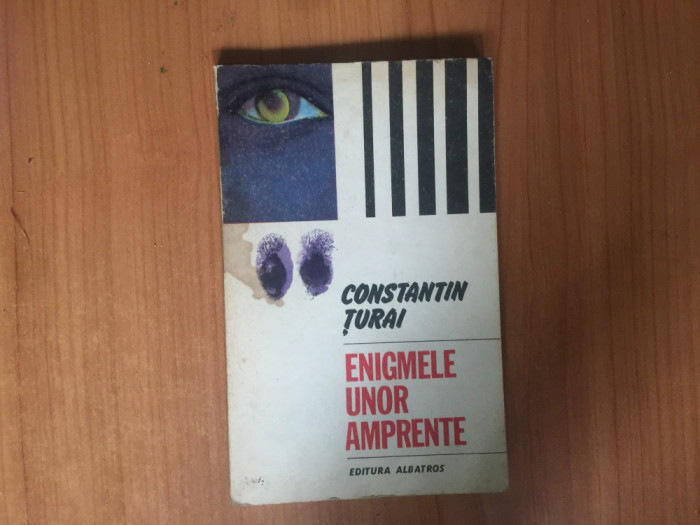 CONSTANTIN
ȚURAI
ENIGMELE
UNOR
AMPRENTE
EDITURA ALBATROS